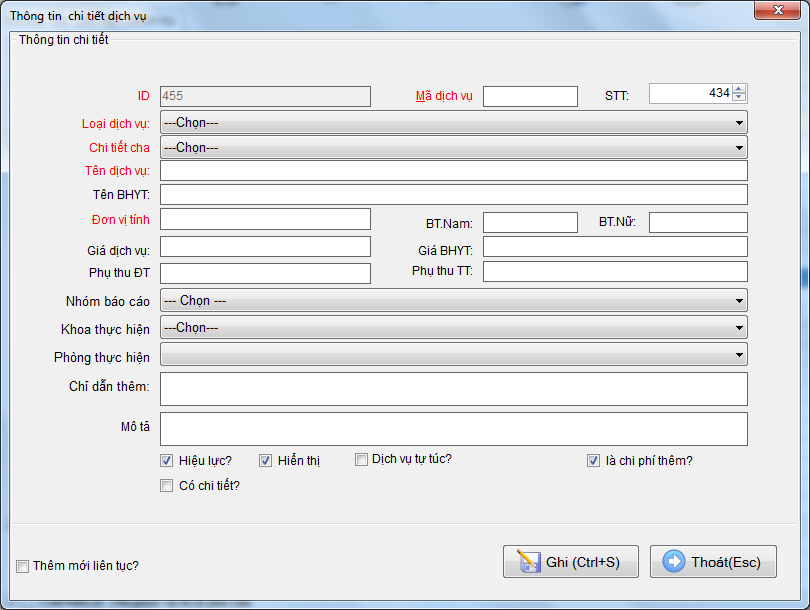 Thông tin  chi tiết dịch vụ
Thông tin chi tiết
ID 455 Mã dịch vụ STT: 434
Loại dịch vụ: ---Chọn---
Chi tiết cha ---Chọn---
Tên dịch vụ:
Tên BHYT:
Đơn vị tính BT.Nam: BT.Nữ:
Giá dịch vụ: Giá BHYT:
Phụ thu ĐT Phụ thu TT:
Nhóm báo cáo --- Chọn ---
Khoa thực hiện ---Chọn---
Phòng thực hiện
Chỉ dẫn thêm:
Mô tả
Hiệu lực? Hiển thị Dịch vụ tự túc? là chi phí thêm?
Có chi tiết?
Thêm mới liên tục? Ghi (Ctrl+S) Thoát(Esc)